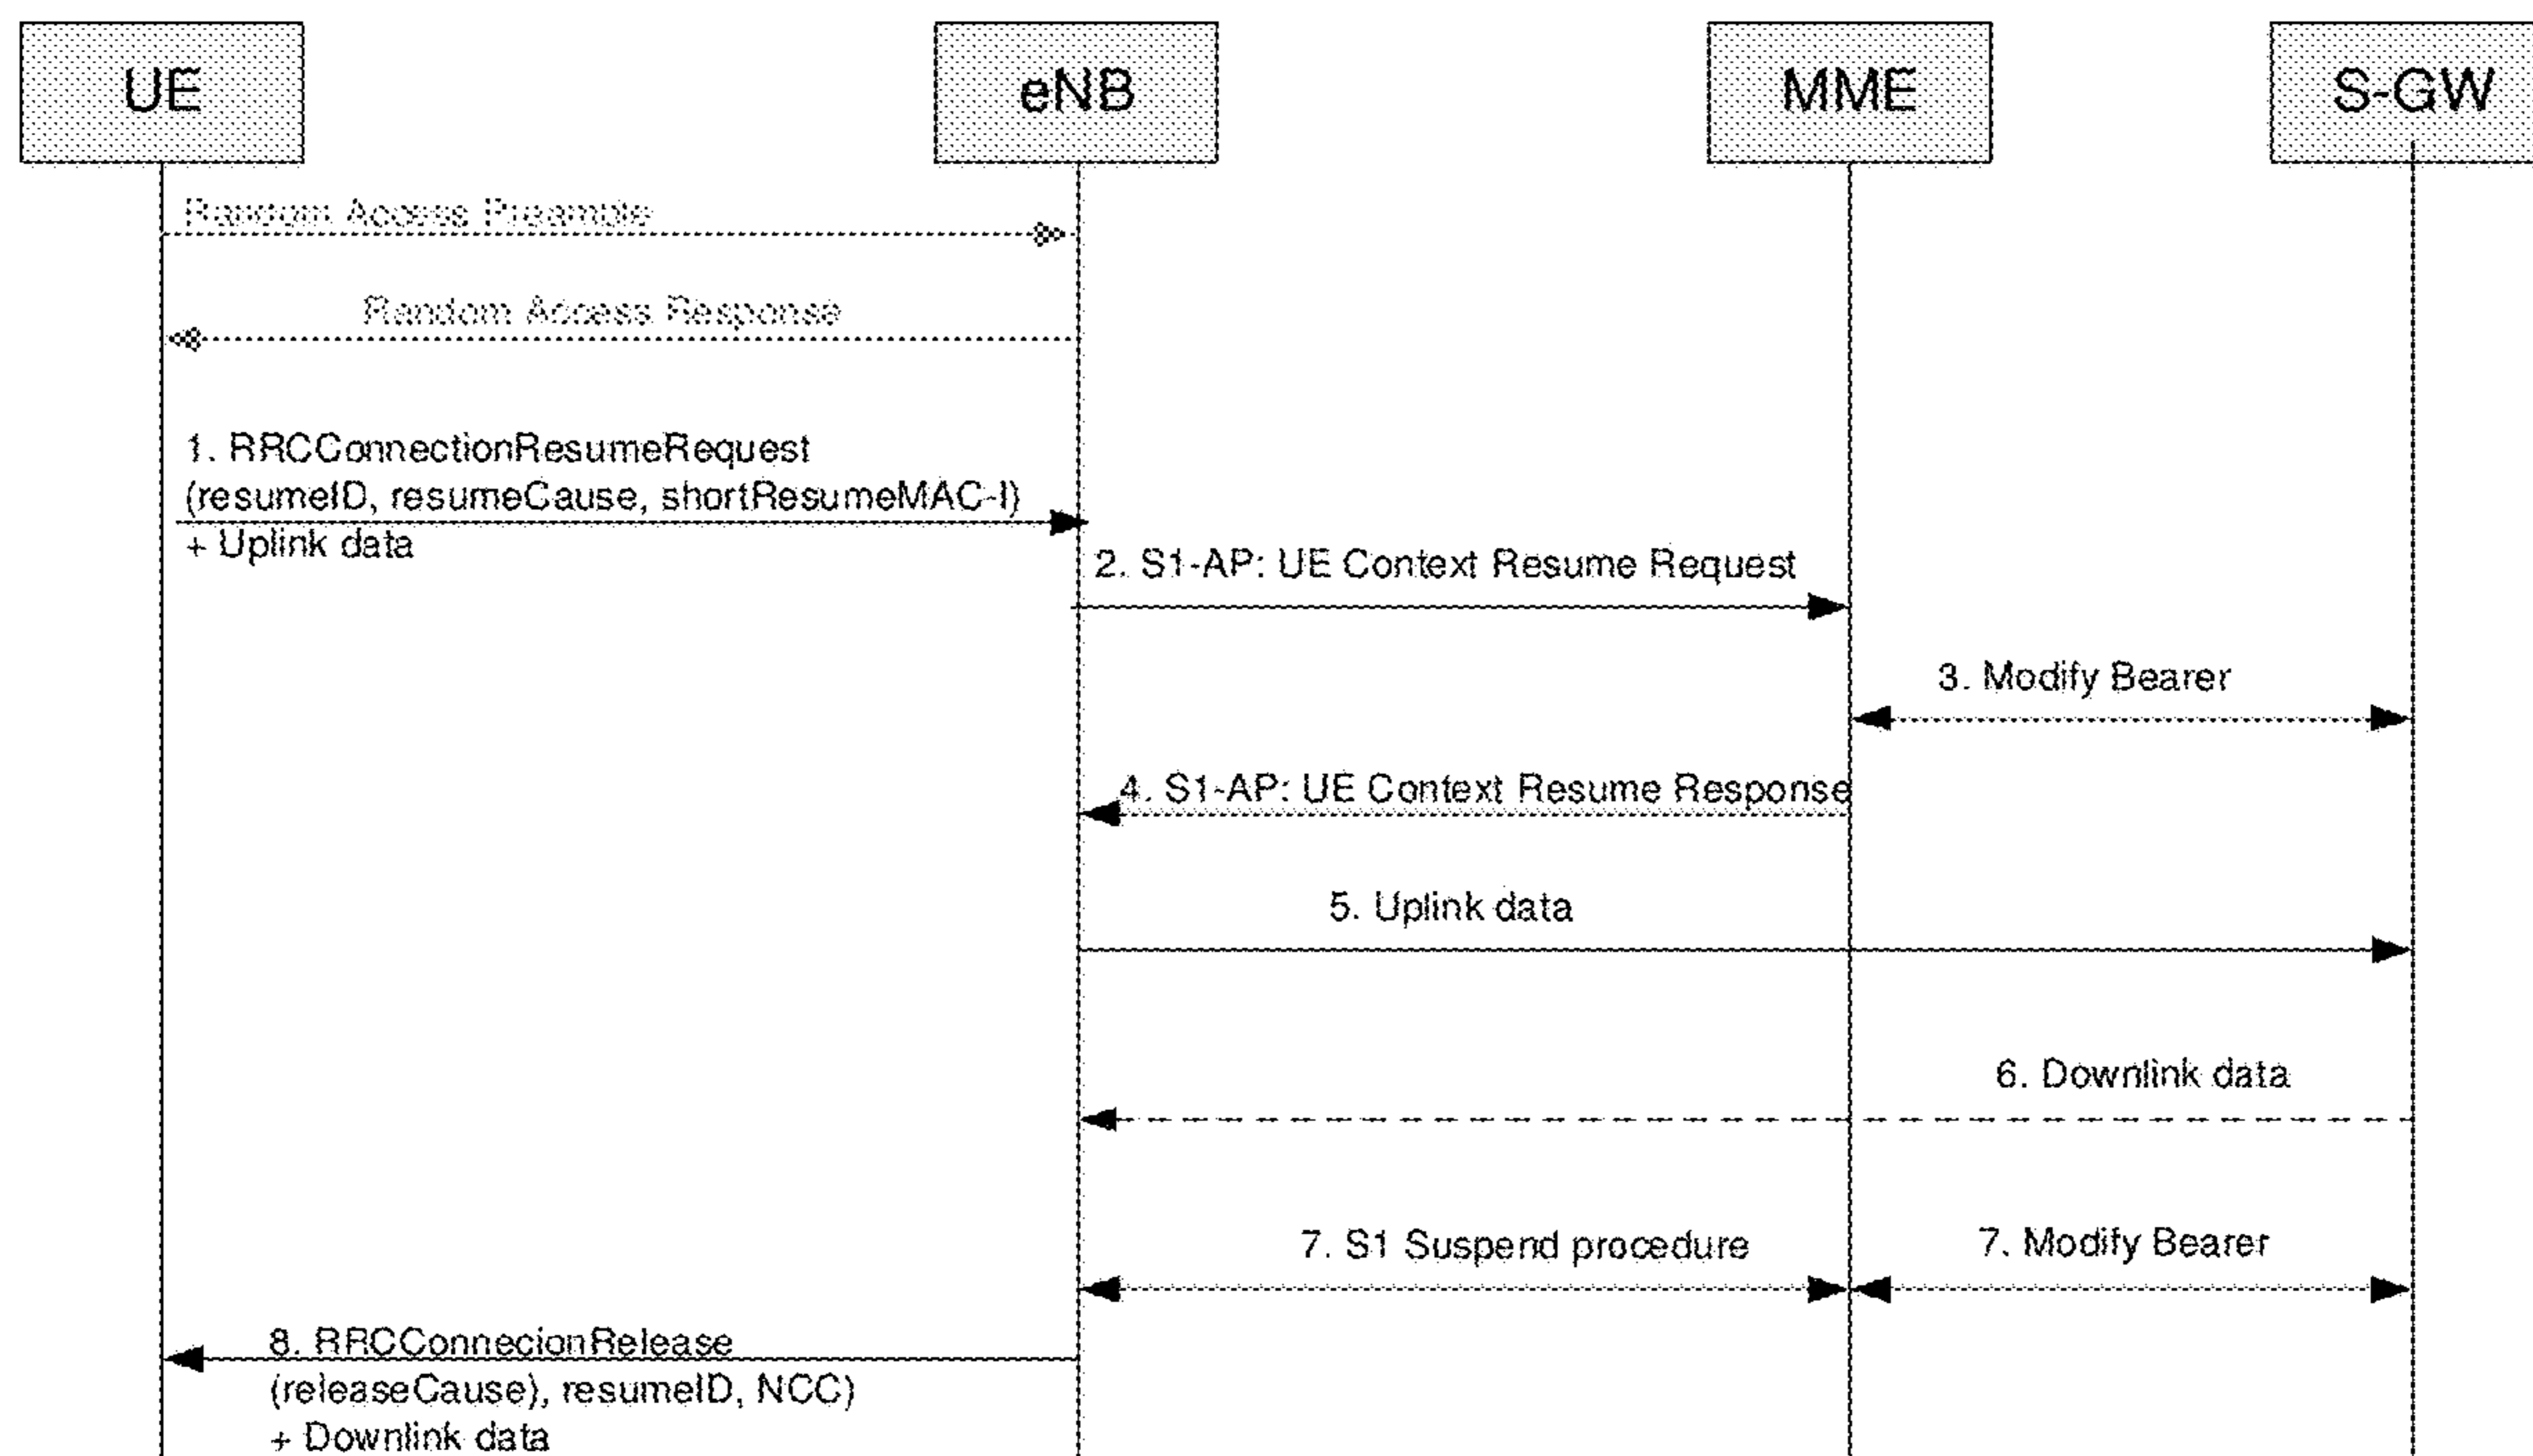 UE
eNB
MME
S-GW
Random Access Preamble
Random Access Response
1. RRCConnectionResumeRequest
(resumeID, resumeCause, shortResumeMAC-I)
+ Uplink data
2. S1-AP: UE Context Resume Request
3. Modify Bearer
4. S1-AP: UE Context Resume Response
5. Uplink data
6. Downlink data
7. S1 Suspend procedure
7. Modify Bearer
8. RRCConnecionRelease
(releaseCause), resumeID, NCC)
+ Downlink data